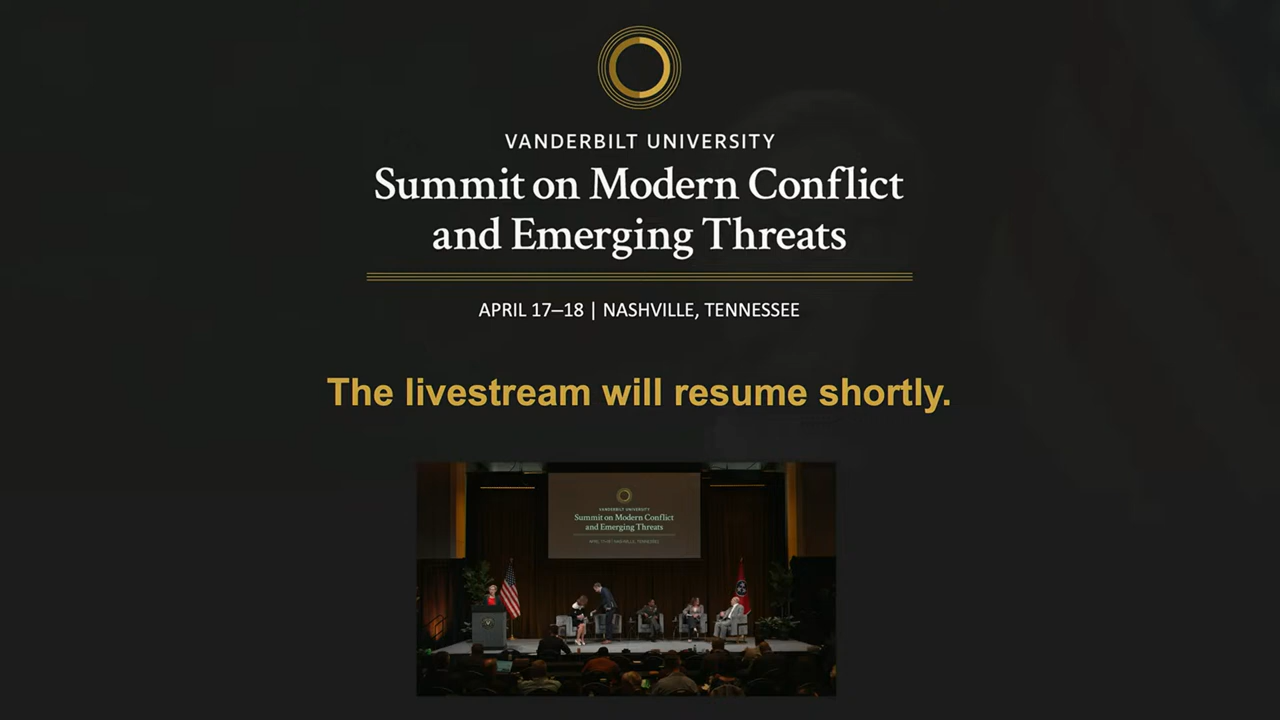 VANDERBILT UNIVERSITY
Summit on Modern Conflict
and Emerging Threats
APRIL 17–18 | NASHVILLE, TENNESSEE
The livestream will resume shortly.
VANDERBILT UNIVERSITY
Summit on Modern Conflict
and Emerging Threats